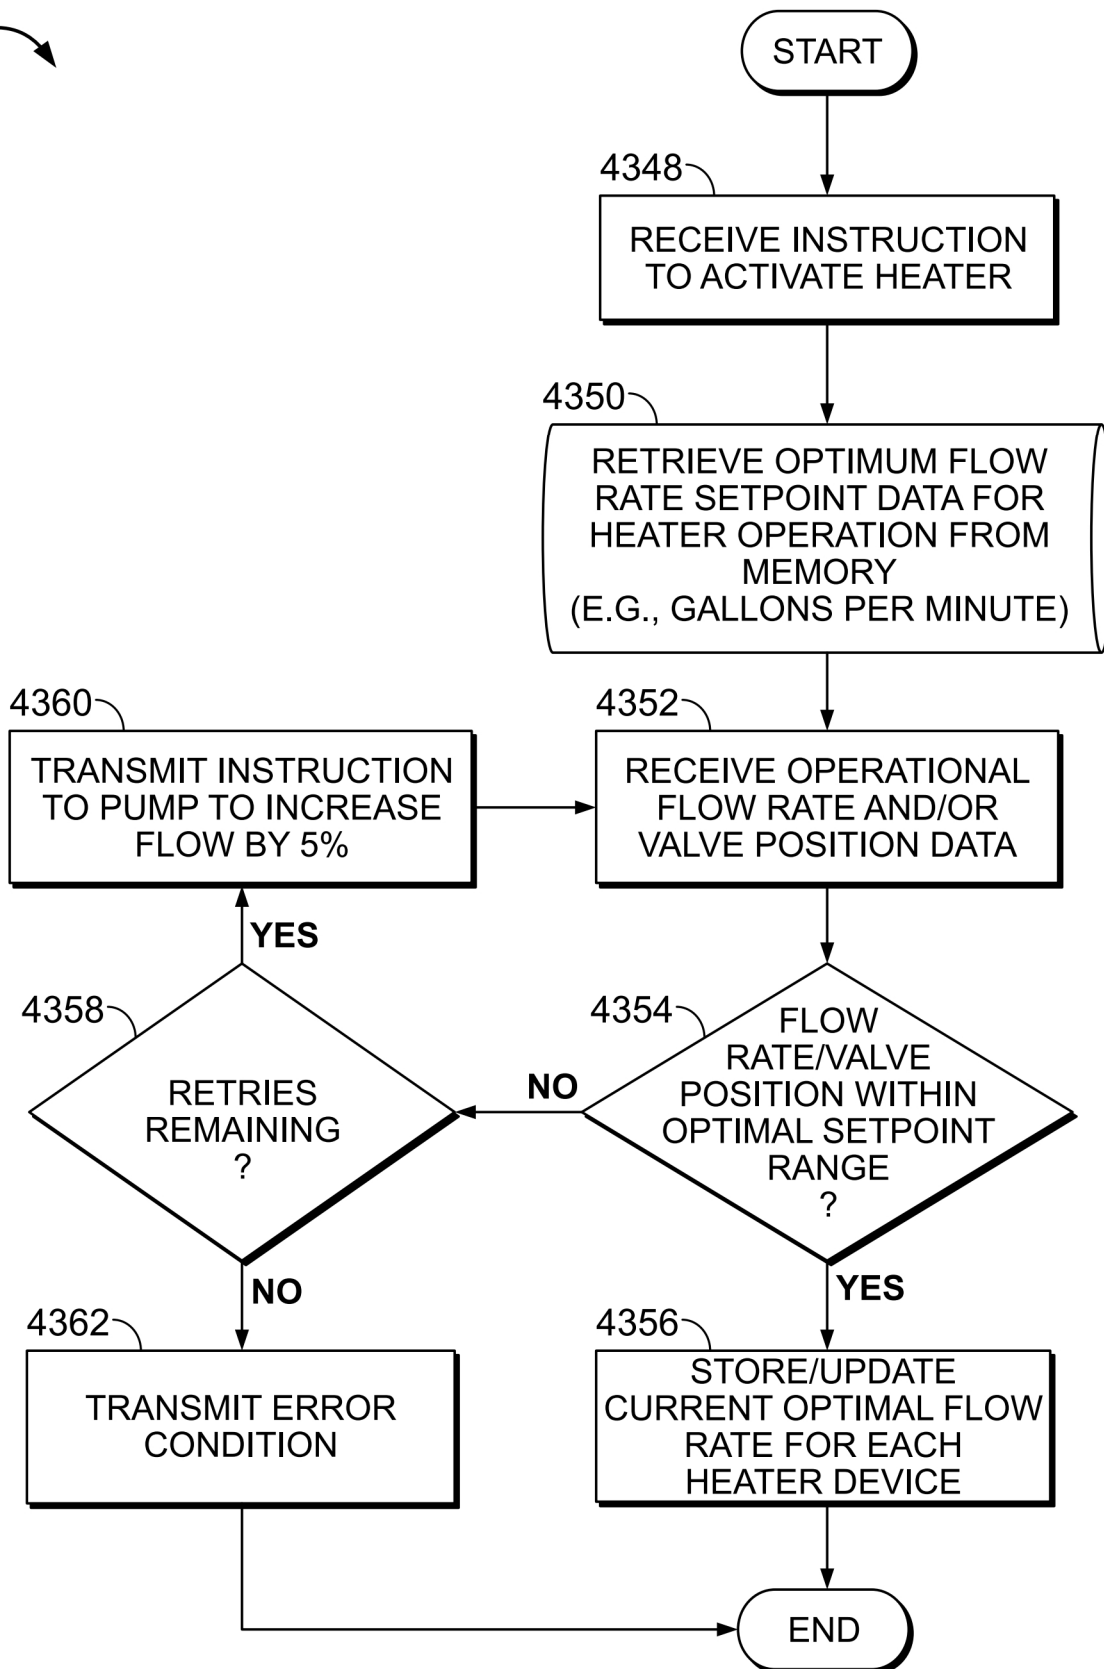 START
4348
RECEIVE INSTRUCTION
TO ACTIVATE HEATER
4350
RETRIEVE OPTIMUM FLOW
RATE SETPOINT DATA FOR
HEATER OPERATION FROM
MEMORY
(E.G., GALLONS PER MINUTE)
4360
TRANSMIT INSTRUCTION
TO PUMP TO INCREASE
FLOW BY 5%
4352
RECEIVE OPERATIONAL
FLOW RATE AND/OR
VALVE POSITION DATA
YES
4358
RETRIES
REMAINING
?
NO
4354
FLOW
RATE/VALVE
POSITION WITHIN
OPTIMAL SETPOINT
RANGE
?
NO
YES
4362
TRANSMIT ERROR
CONDITION
4356
STORE/UPDATE
CURRENT OPTIMAL FLOW
RATE FOR EACH
HEATER DEVICE
END